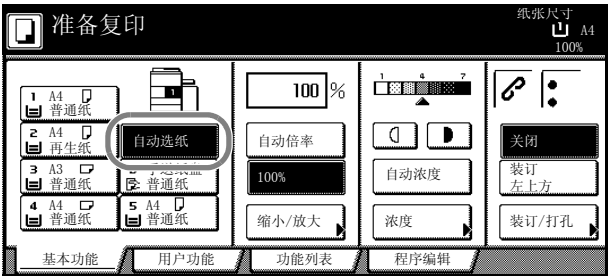 准备复印
纸张尺寸
A4
100%
1 A4
普通纸
2 A4
再生纸
3 A3
普通纸
4 A4
普通纸
1
自动选纸
普通纸
5 A4
普通纸
100 %
自动倍率
100%
缩小/放大
1 4 7
自动浓度
浓度
关闭
装订
左上方
装订/打孔
基本功能
用户功能
功能列表
程序编辑